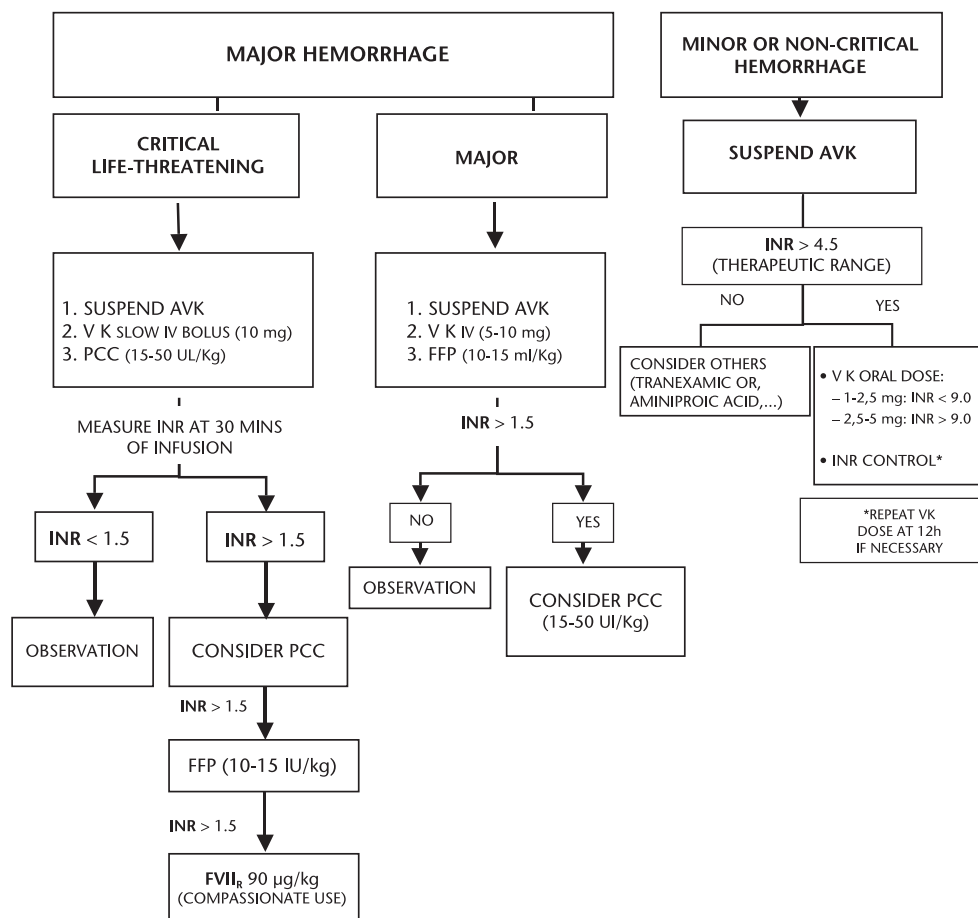 MAJOR HEMORRHAGE
CRITICAL
LIFE-THREATENING
1. SUSPEND AVK
2. V K SLOW IV BOLUS (10 mg)
3. PCC (15-50 UL/Kg)
MEASURE INR AT 30 MINS
OF INFUSION
INR < 1.5
INR > 1.5
OBSERVATION
CONSIDER PCC
INR > 1.5
FFP (10-15 IU/kg)
INR > 1.5
FVIIR 90 μg/kg
(COMPASSIONATE USE)
MAJOR
1. SUSPEND AVK
2. V K IV (5-10 mg)
3. FFP (10-15 ml/Kg)
INR > 1.5
NO
YES
OBSERVATION
CONSIDER PCC
(15-50 UI/Kg)
MINOR OR NON-CRITICAL
HEMORRHAGE
SUSPEND AVK
INR > 4.5
(THERAPEUTIC RANGE)
NO
YES
CONSIDER OTHERS
(TRANEXAMIC OR,
AMINIPROIC ACID,...)
• V K ORAL DOSE:
– 1-2,5 mg: INR < 9.0
– 2,5-5 mg: INR > 9.0
• INR CONTROL*
*REPEAT VK
DOSE AT 12h
IF NECESSARY